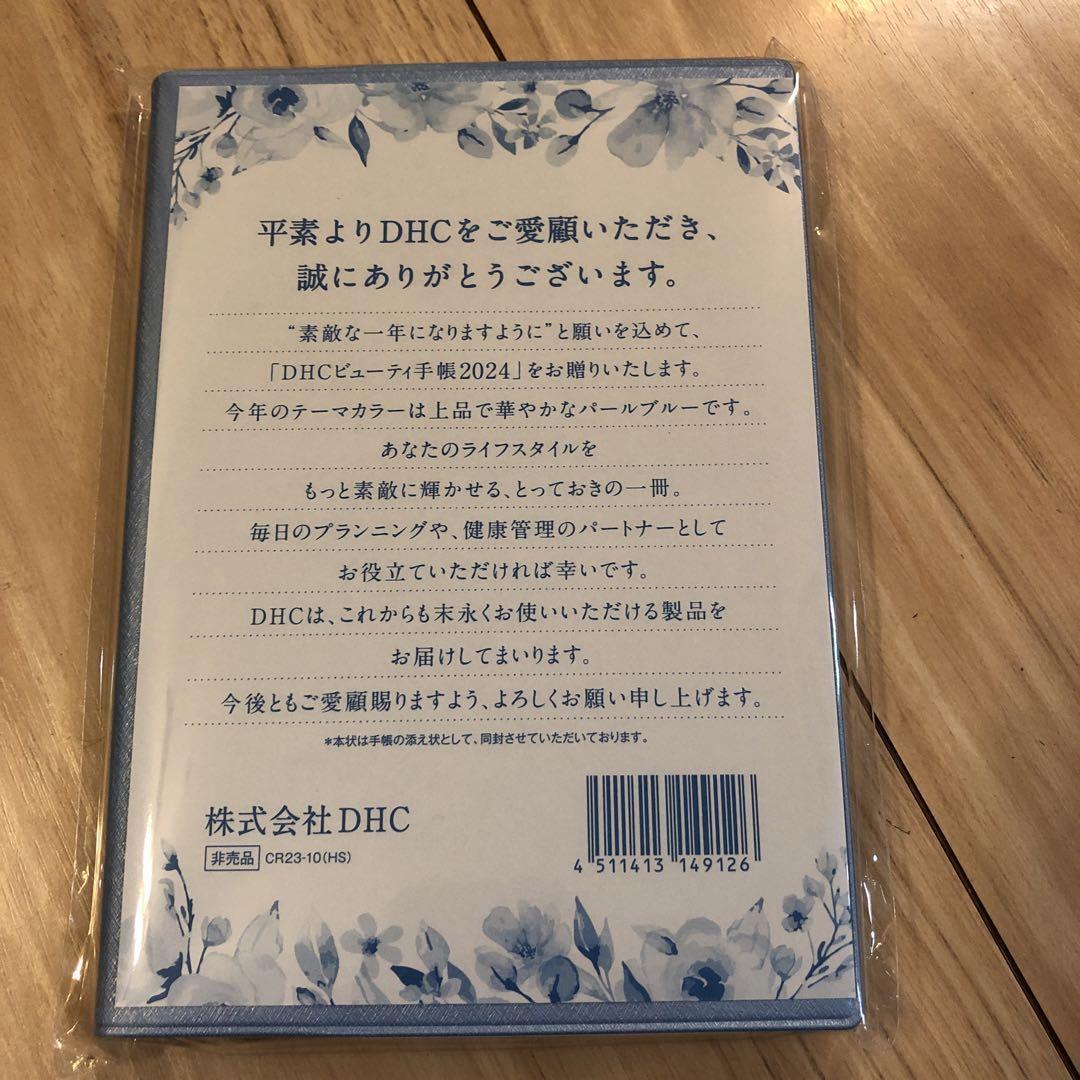 平素よりDHCをご愛顧いただき、
誠にありがとうございます。
“素敵な一年になりますように”と願いを込めて、
「DHCビューティ手帳2024」をお贈りいたします。
今年のテーマカラーは上品で華やかなパールブルーです。
あなたのライフスタイルを
もっと素敵に輝かせる、とっておきの一冊。
毎日のプランニングや、健康管理のパートナーとして
お役立ていただければ幸いです。
DHCは、これからも末永くお使いいただける製品を
お届けしてまいります。
今後ともご愛顧賜りますよう、よろしくお願い申し上げます。
*本状は手帳の添え状として、同封させていただいております。
株式会社DHC
非売品 CR23-10(HS)
4 511413 149126